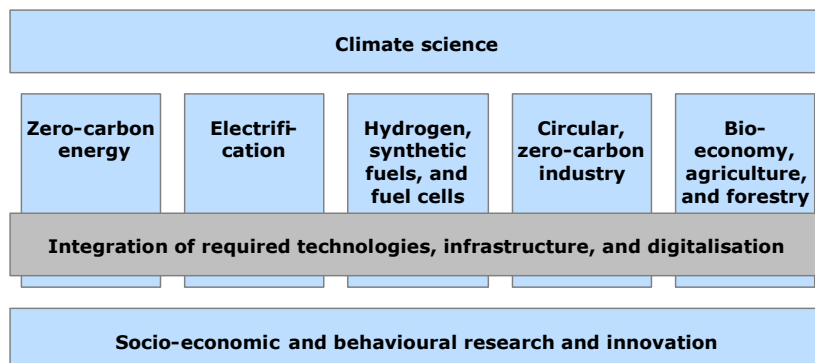 Climate science
Zero-carbon
energy
Electrifi-
cation
Hydrogen,
synthetic
fuels, and
fuel cells
Circular,
zero-carbon
industry
Bio-
economy,
agriculture,
and forestry
Integration of required technologies, infrastructure, and digitalisation
Socio-economic and behavioural research and innovation